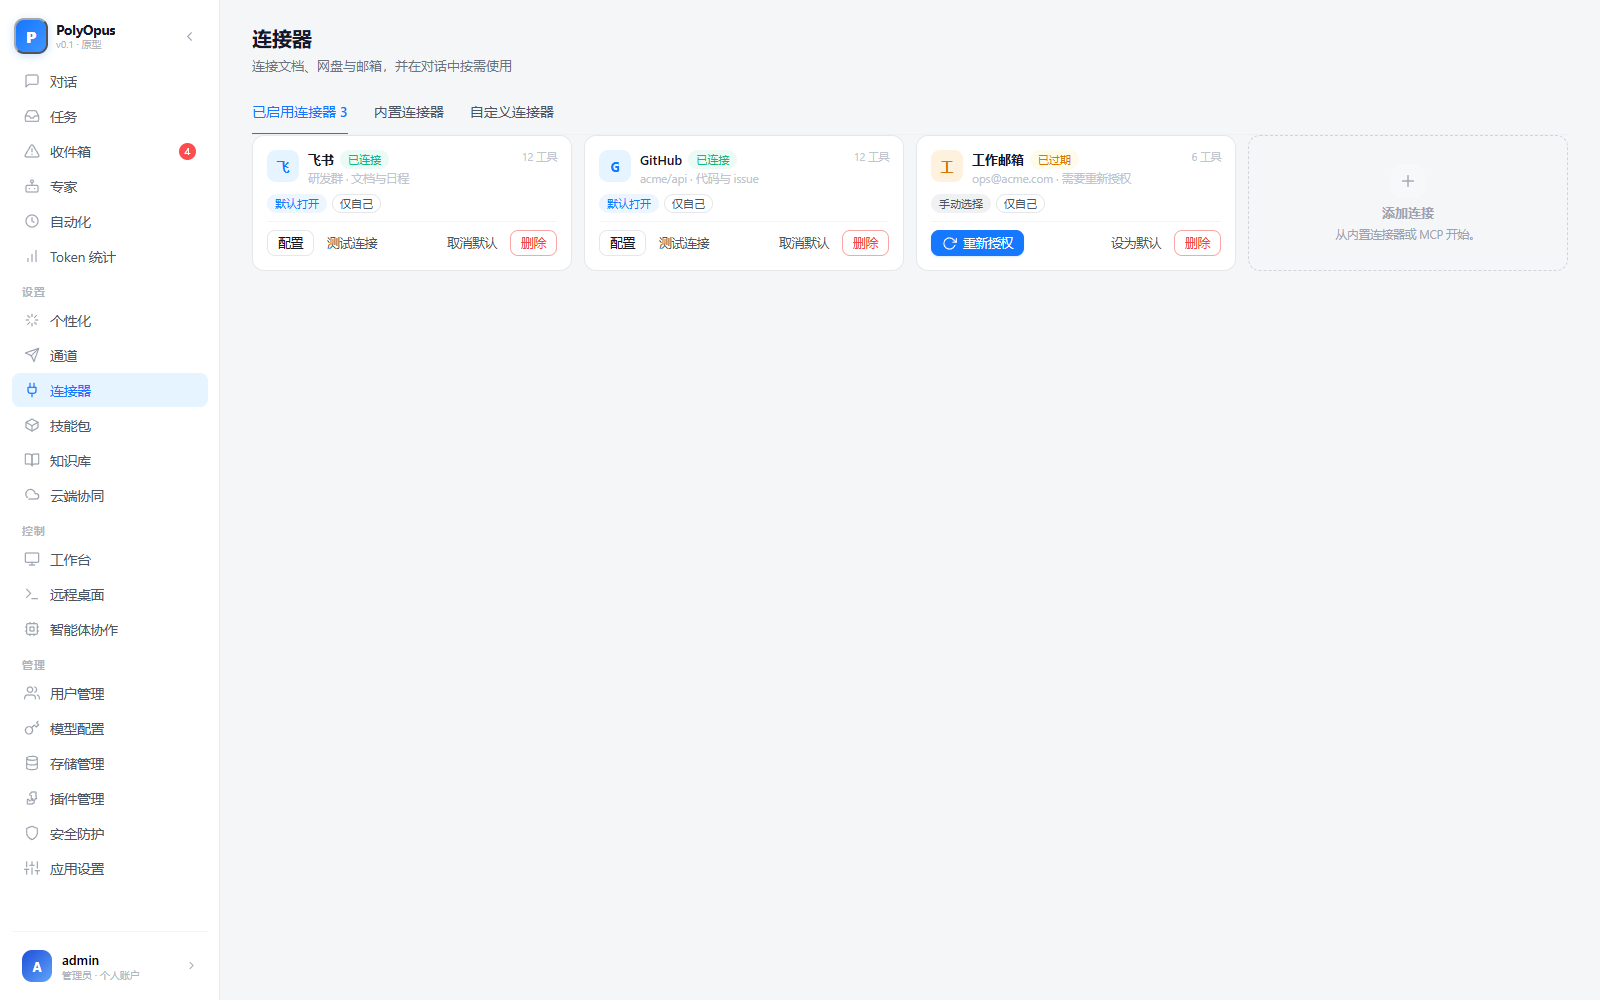 P
PolyOpus
v0.1 · 原型
对话
任务
收件箱 4
专家
自动化
Token 统计
设置
个性化
通道
连接器
技能包
知识库
云端协同
控制
工作台
远程桌面
智能体协作
管理
用户管理
模型配置
存储管理
插件管理
安全防护
应用设置
A
admin
管理员 · 个人账户
连接器
连接文档、网盘与邮箱，并在对话中按需使用
已启用连接器 3 内置连接器 自定义连接器
飞 飞书 已连接 12 工具
研发群 · 文档与日程
默认打开 仅自己
配置 测试连接 取消默认 删除
G GitHub 已连接 12 工具
acme/api · 代码与 issue
默认打开 仅自己
配置 测试连接 取消默认 删除
工 工作邮箱 已过期 6 工具
ops@acme.com · 需要重新授权
手动选择 仅自己
重新授权 设为默认 删除
添加连接
从内置连接器或 MCP 开始。